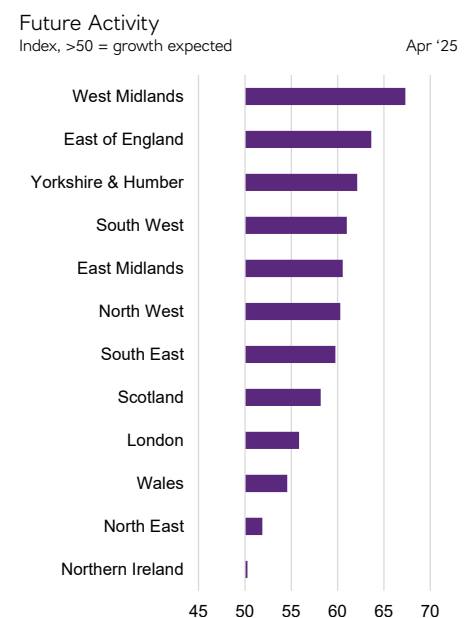 Future Activity
Index, >50 = growth expected
Apr ‘25
West Midlands
East of England
Yorkshire & Humber
South West
East Midlands
North West
South East
Scotland
London
Wales
North East
Northern Ireland
45 50 55 60 65 70